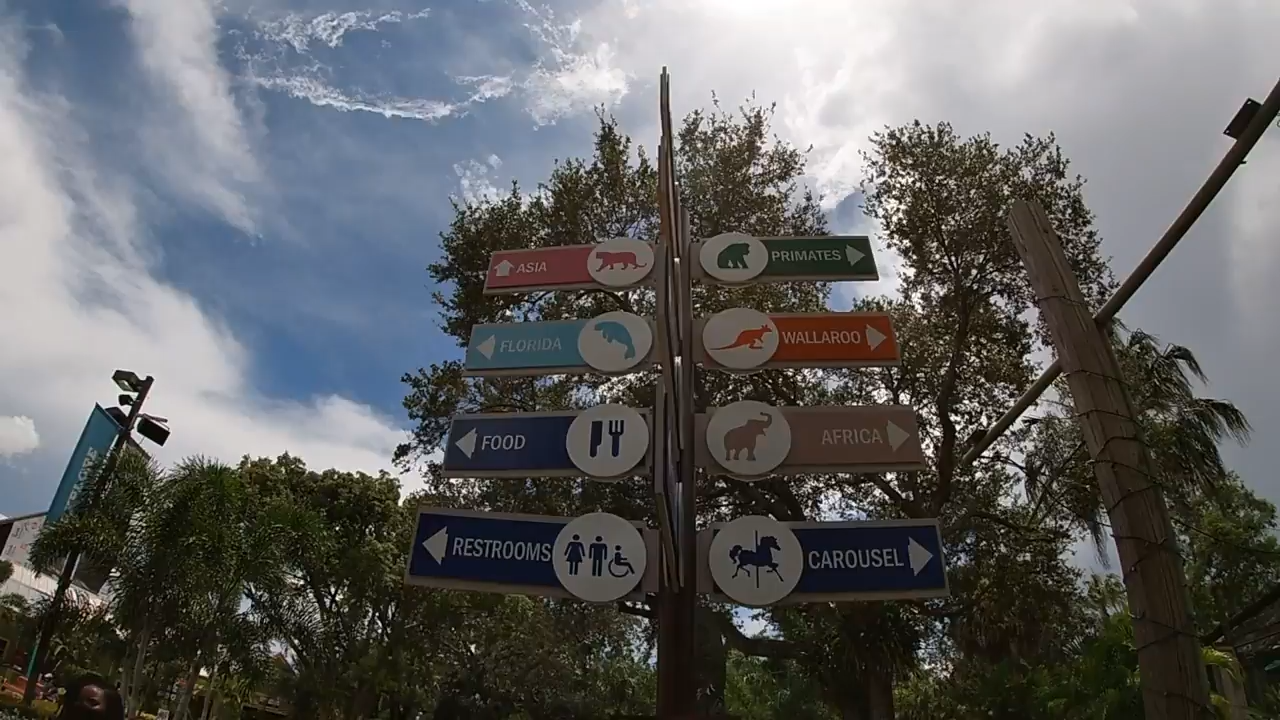 ASIA
PRIMATES
FLORIDA
WALLAROO
FOOD
AFRICA
RESTROOMS
CAROUSEL